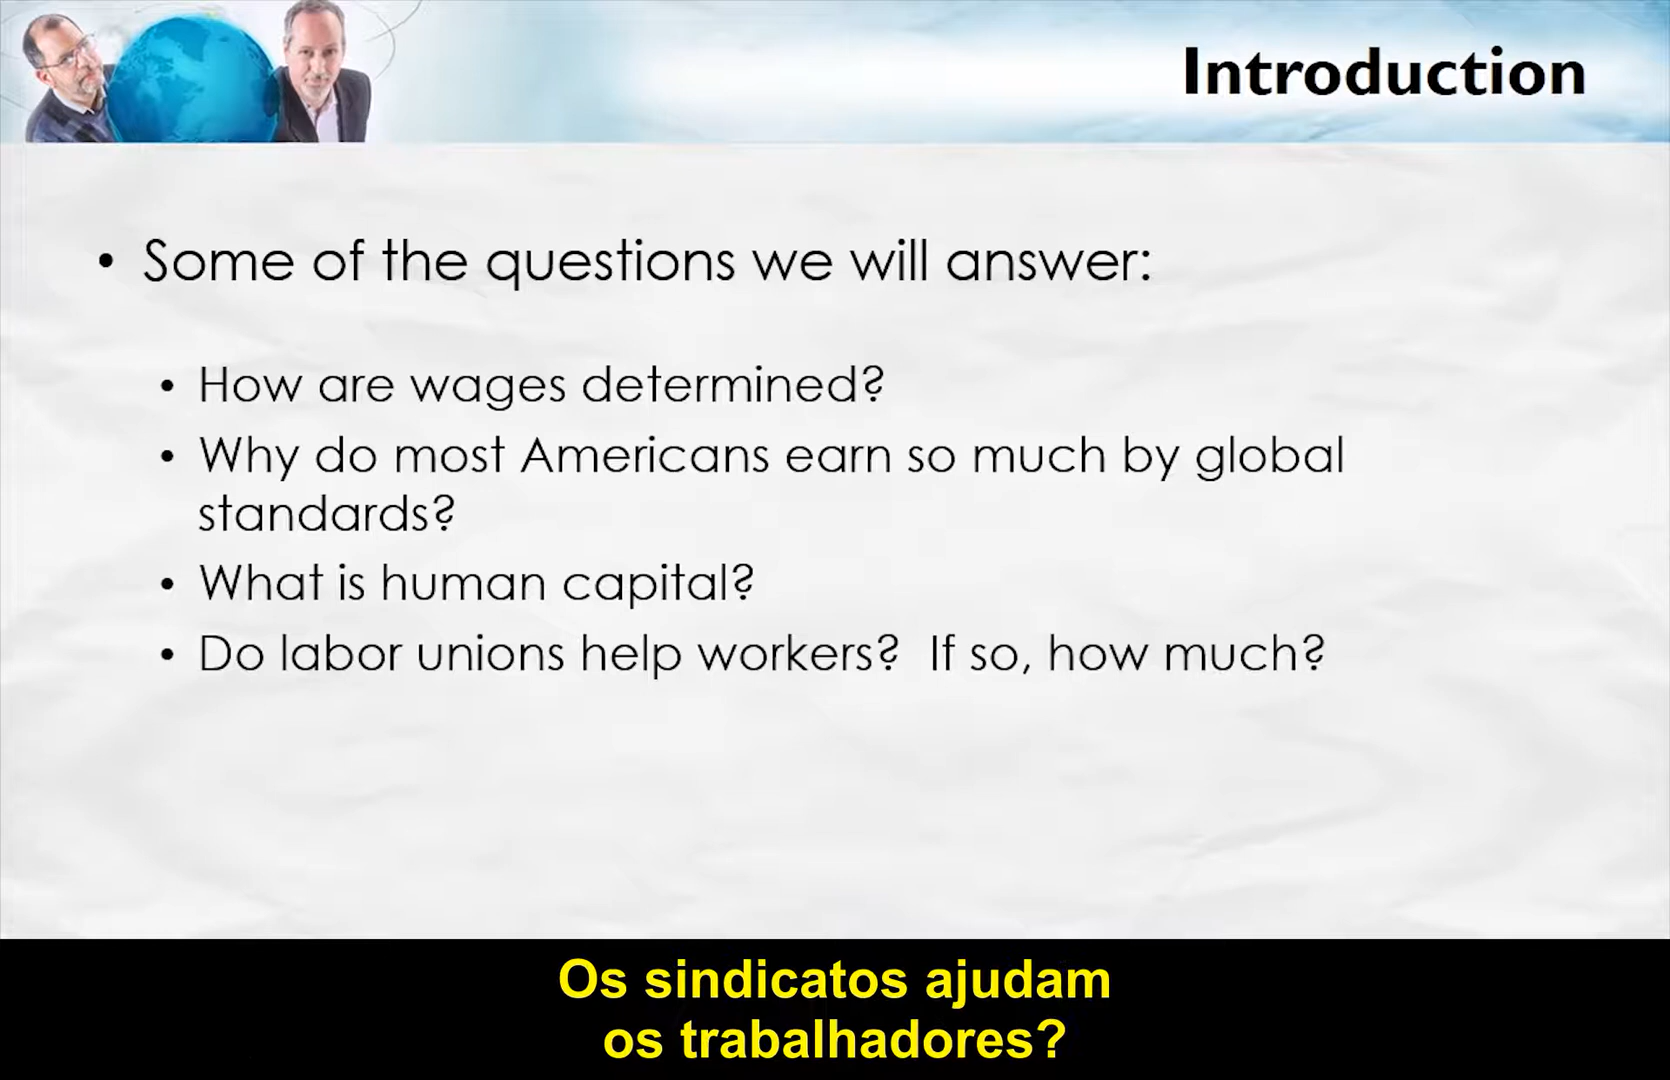 Introduction
• Some of the questions we will answer:
• How are wages determined?
• Why do most Americans earn so much by global
standards?
• What is human capital?
• Do labor unions help workers?  If so, how much?
Os sindicatos ajudam
os trabalhadores?